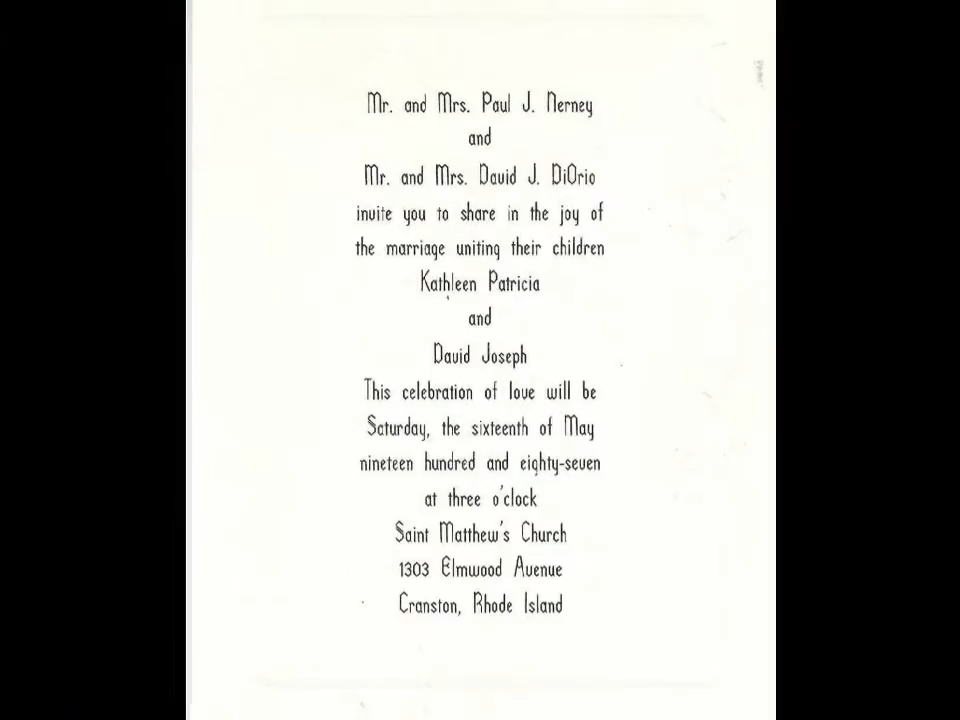 Mr. and Mrs. Paul J. Nerney
and
Mr. and Mrs. David J. DiOrio
invite you to share in the joy of
the marriage uniting their children
Kathleen Patricia
and
David Joseph
This celebration of love will be
Saturday, the sixteenth of May
nineteen hundred and eighty-seven
at three o'clock
Saint Matthew's Church
1303 Elmwood Avenue
Cranston, Rhode Island